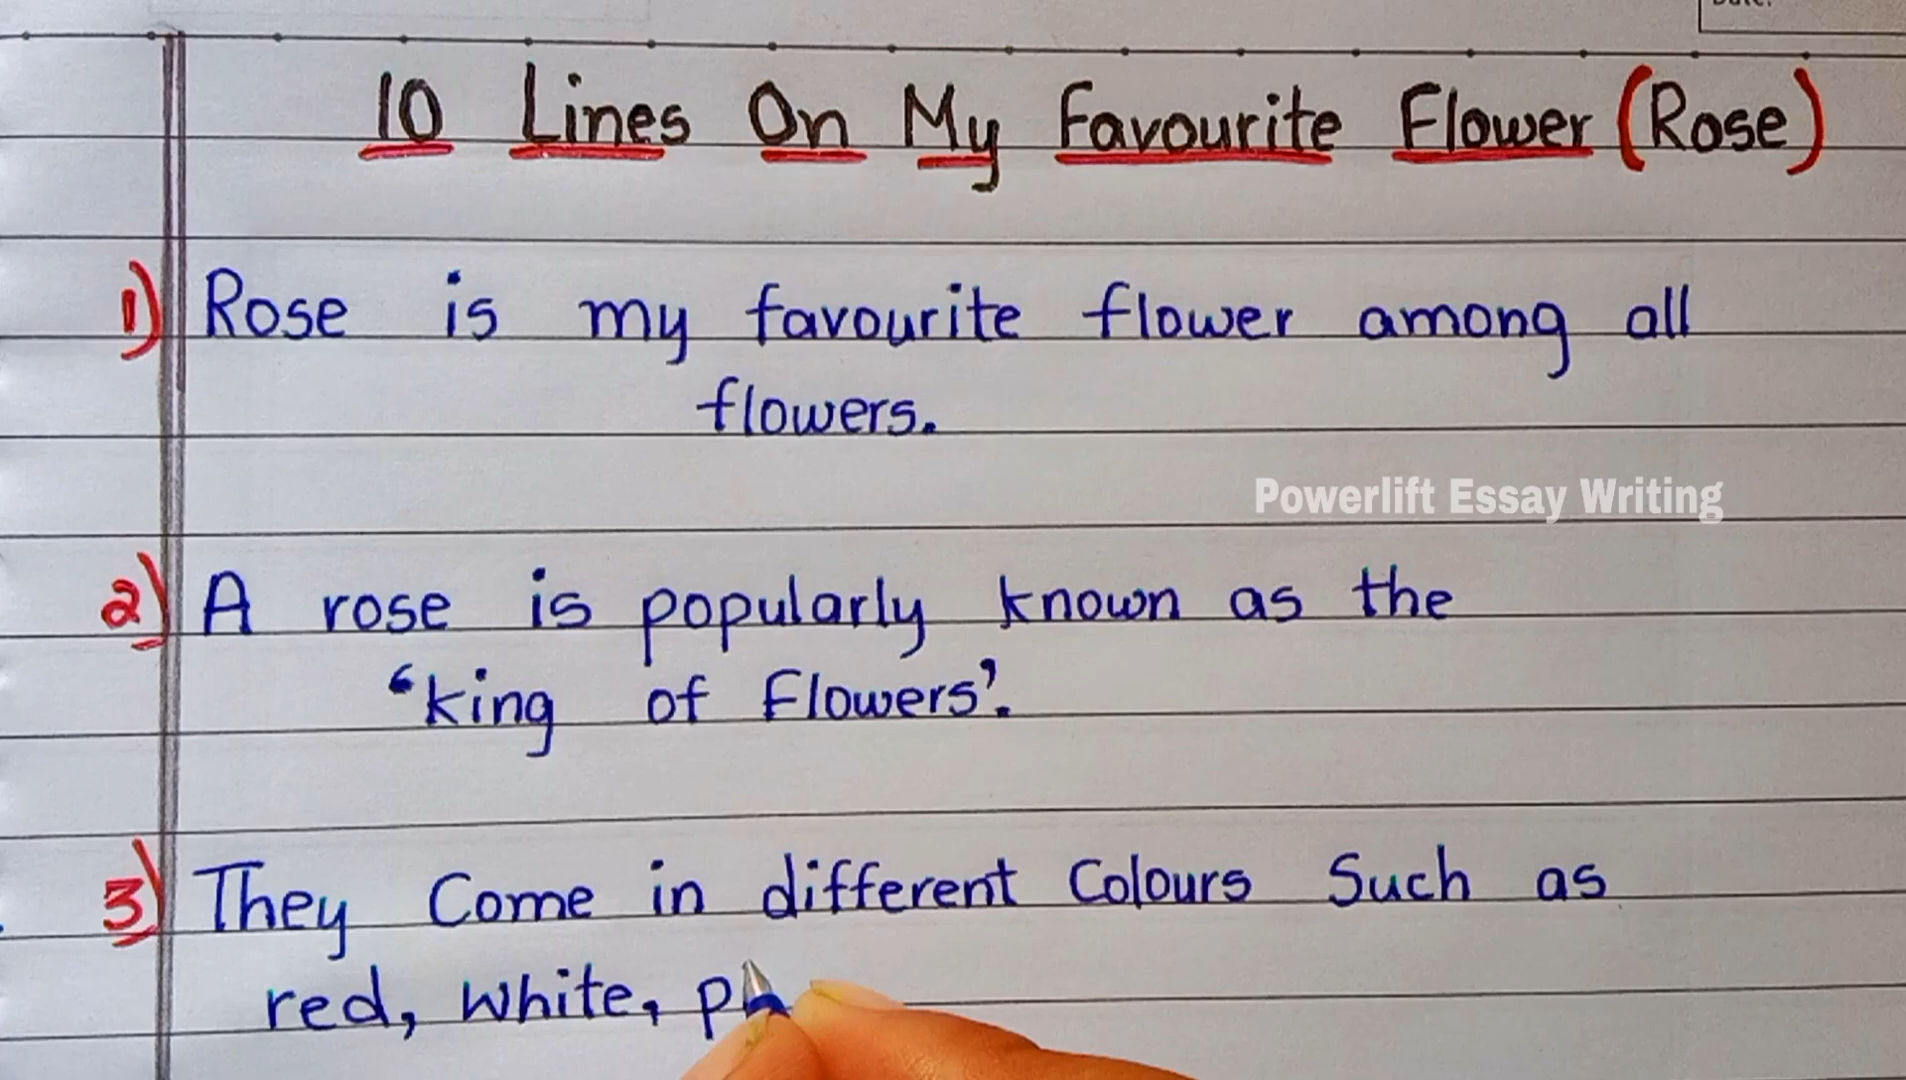 10 Lines On My Favourite Flower (Rose)
1) Rose is my favourite flower among all
flowers.
Powerlift Essay Writing
2) A rose is popularly known as the
‘king of Flowers’.
3) They Come in different Colours Such as
red, white,